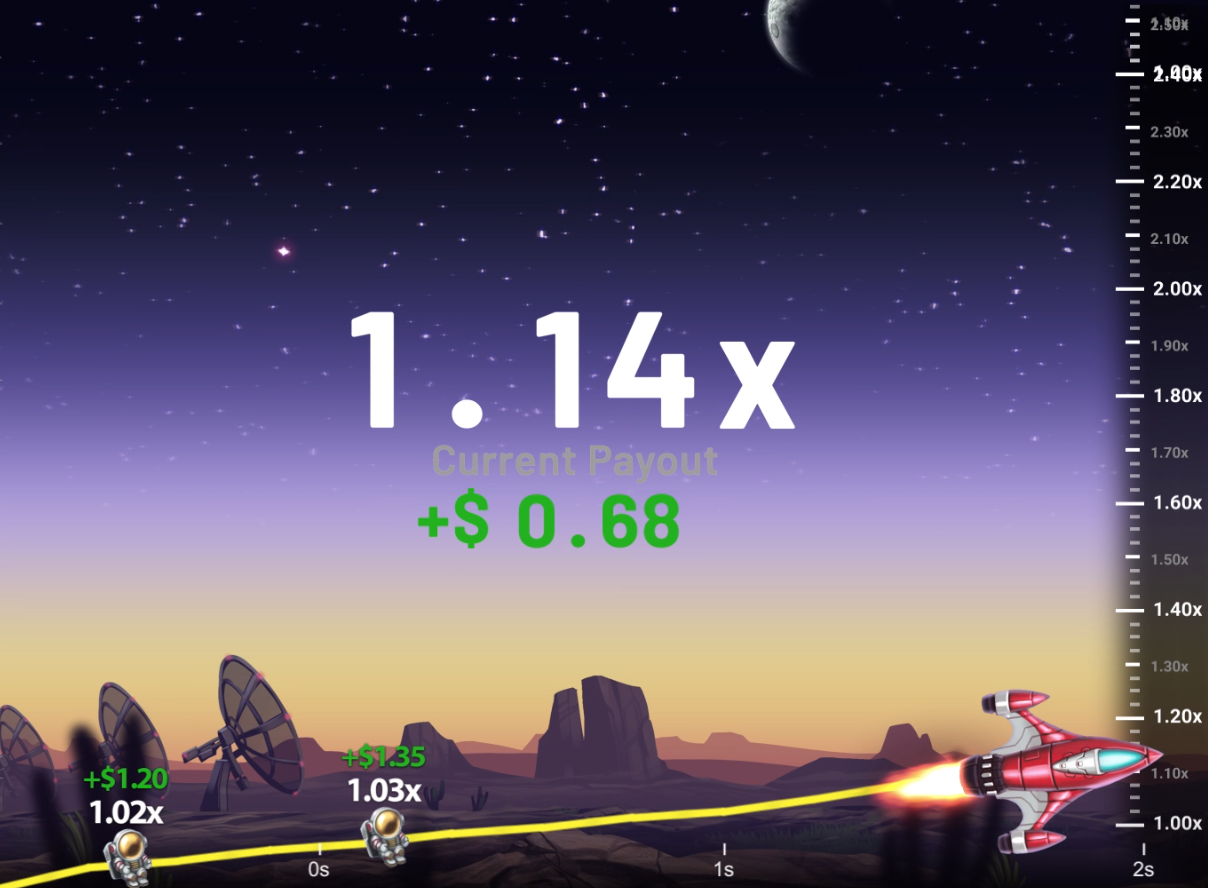 2.40x
2.30x
2.20x
2.10x
2.00x
1.14x
1.90x
1.80x
Current Payout
1.70x
+$ 0.68
1.60x
1.50x
1.40x
1.30x
1.20x
+$1.35
+$1.20
1.10x
1.03x
1.02x
1.00x
0s
1s
2s